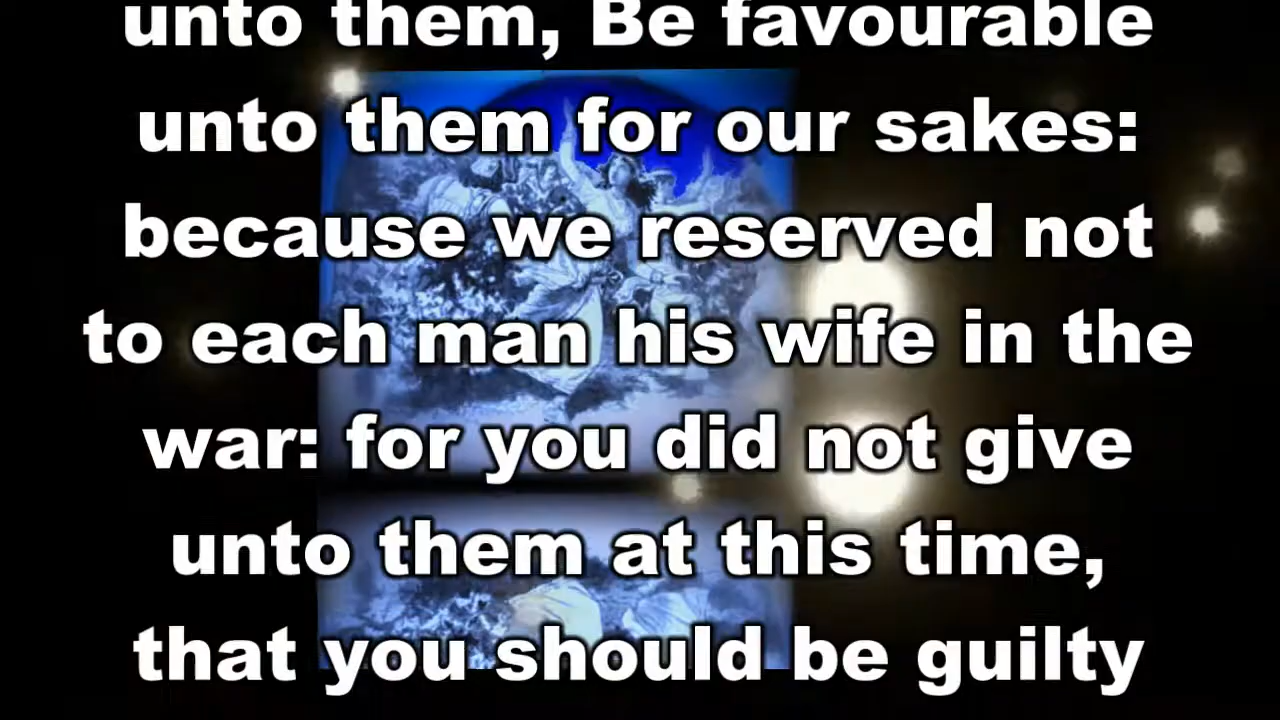 unto them, Be favourable
unto them for our sakes:
because we reserved not
to each man his wife in the
war: for you did not give
unto them at this time,
that you should be guilty